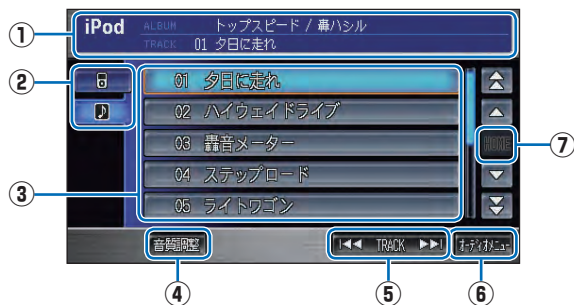 iPod ALBUM トップスピード / 轟ハシル
TRACK 01 夕日に走れ
① 
②
01 夕日に走れ
02 ハイウェイドライブ
03 轟音メーター
04 ステップロード
05 ライトワゴン
HOME
⑦
③
音質調整
TRACK
オーディオメニュー
④
⑤
⑥